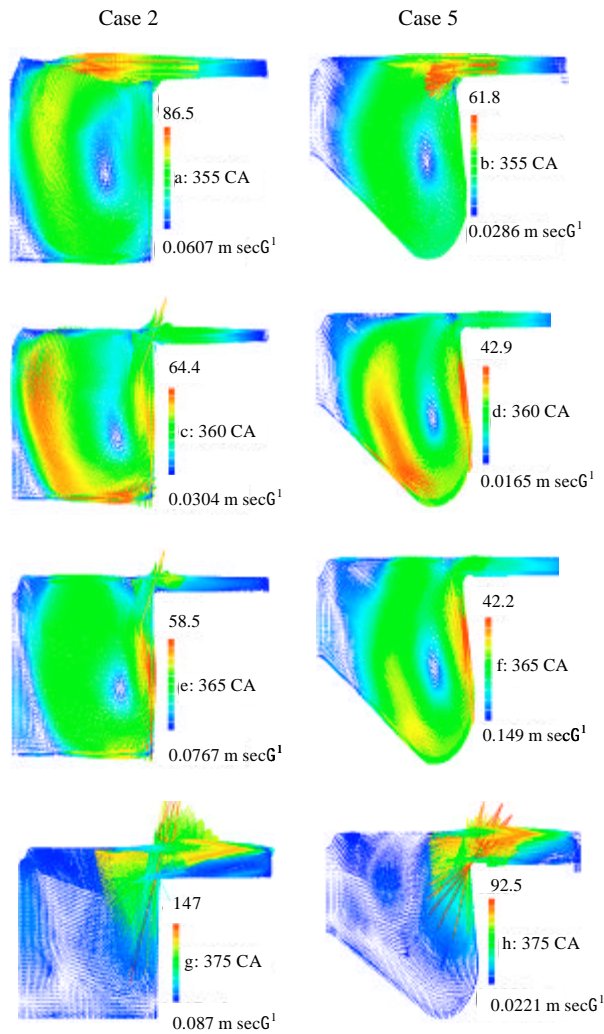 Case 2
Case 5
86.5
a: 355 CA
0.0607 m secG¹
61.8
b: 355 CA
0.0286 m secG¹
64.4
c: 360 CA
0.0304 m secG¹
42.9
d: 360 CA
0.0165 m secG¹
58.5
e: 365 CA
0.0767 m secG¹
42.2
f: 365 CA
0.149 m secG¹
147
g: 375 CA
0.087 m secG¹
92.5
h: 375 CA
0.0221 m secG¹